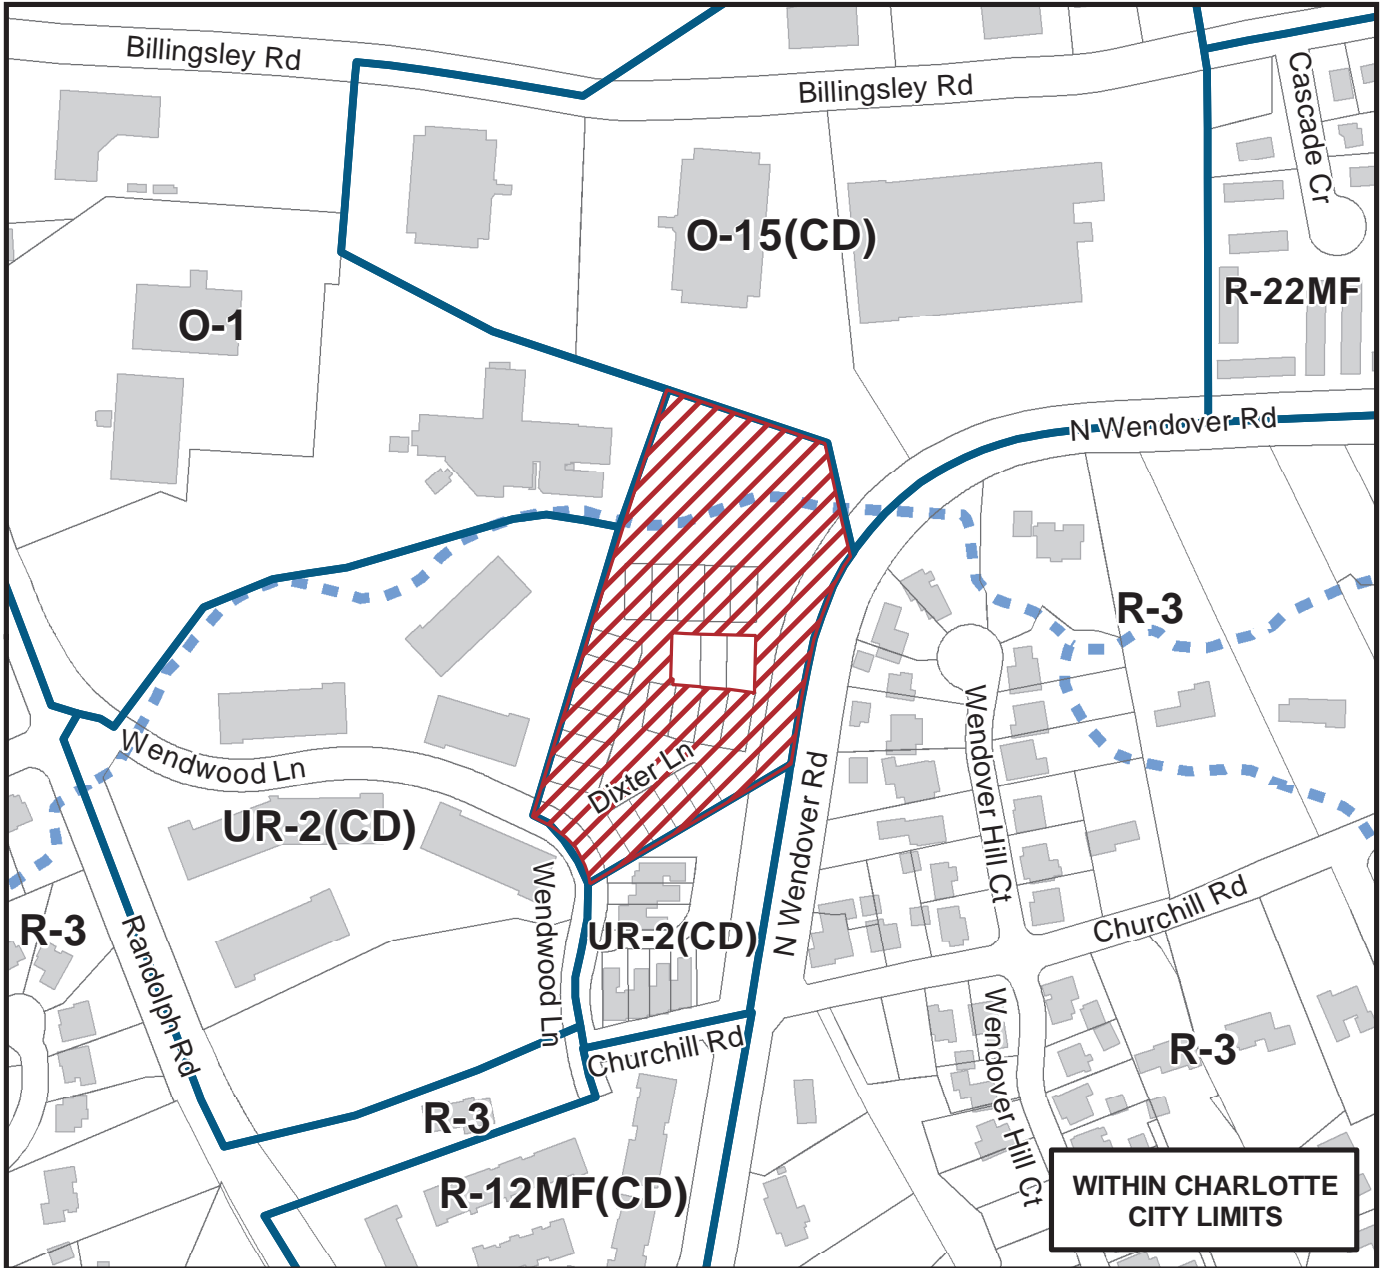 Billingsley Rd
Billingsley Rd
Cascade Cr
O-15(CD)
R-22MF
O-1
N Wendover Rd
R-3
Wendwood Ln
Dixter Ln
UR-2(CD)
N Wendover Rd
Wendover Hill Ct
Wendwood Ln
Churchill Rd
R-3
Randolph Rd
UR-2(CD)
Churchill Rd
Wendover Hill Ct
R-3
R-3
R-12MF(CD)
WITHIN CHARLOTTE
CITY LIMITS